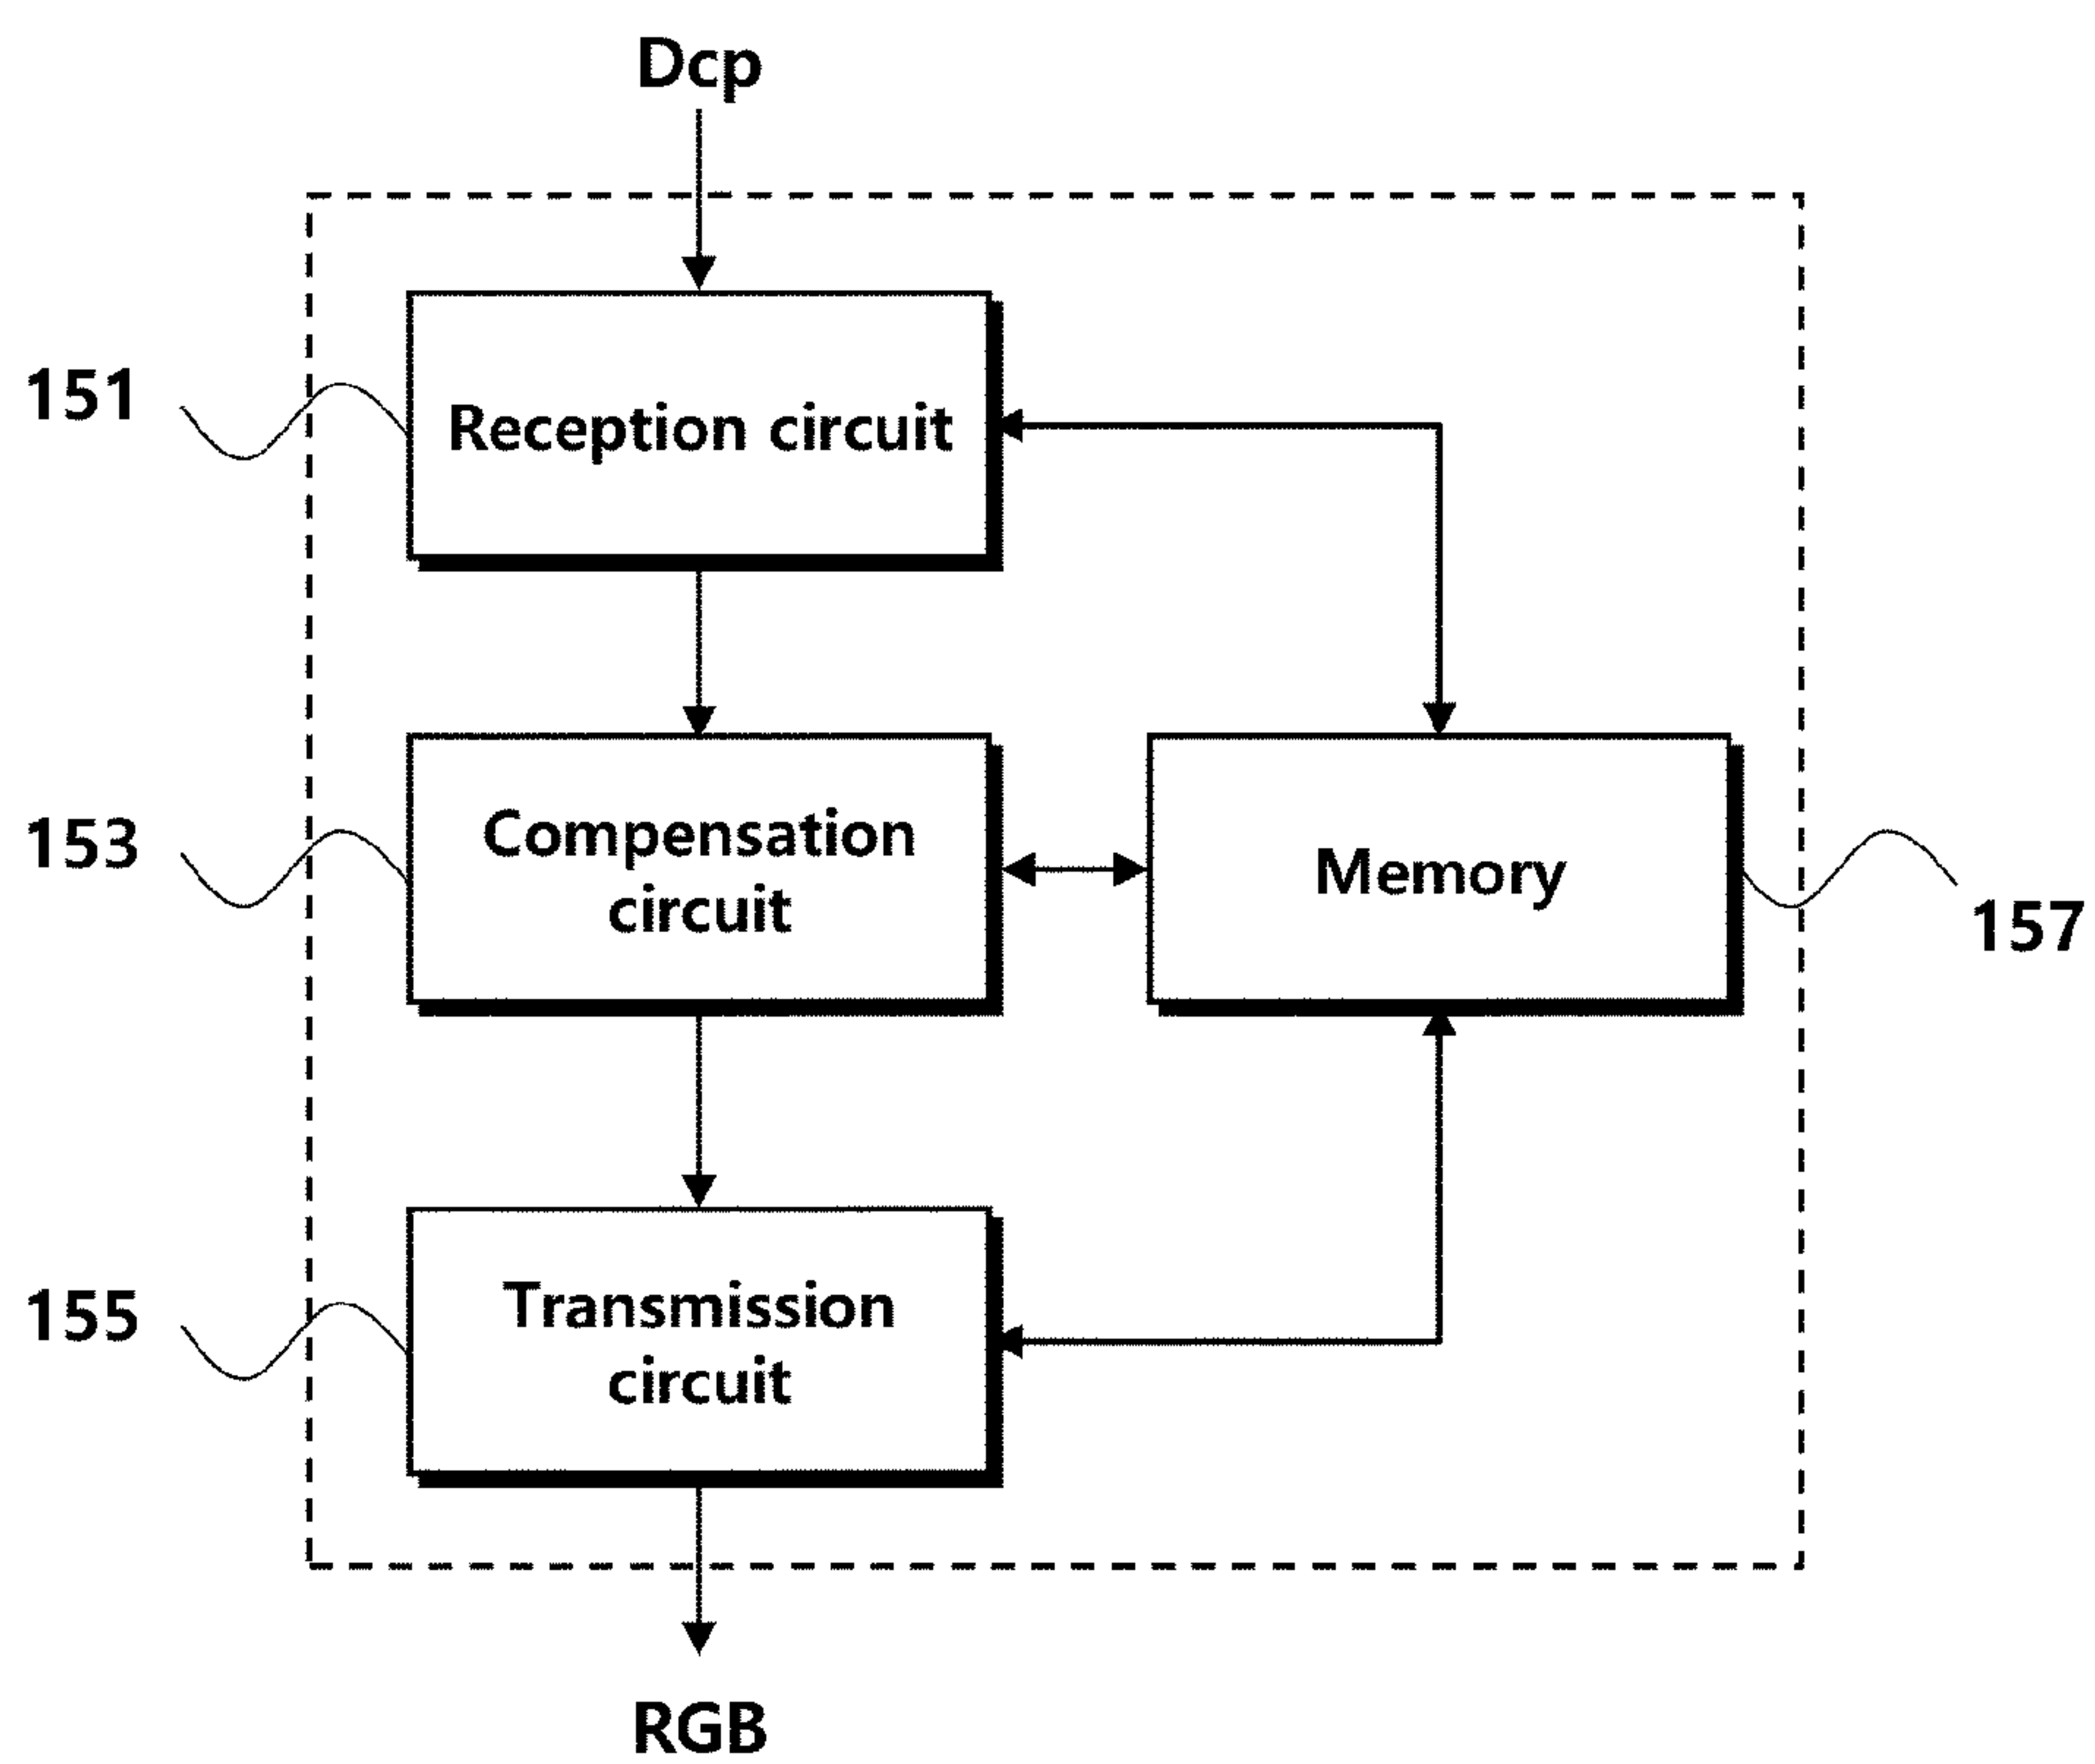 Dcp
151
Reception circuit
153
Compensation
circuit
Memory
157
155
Transmission
circuit
RGB